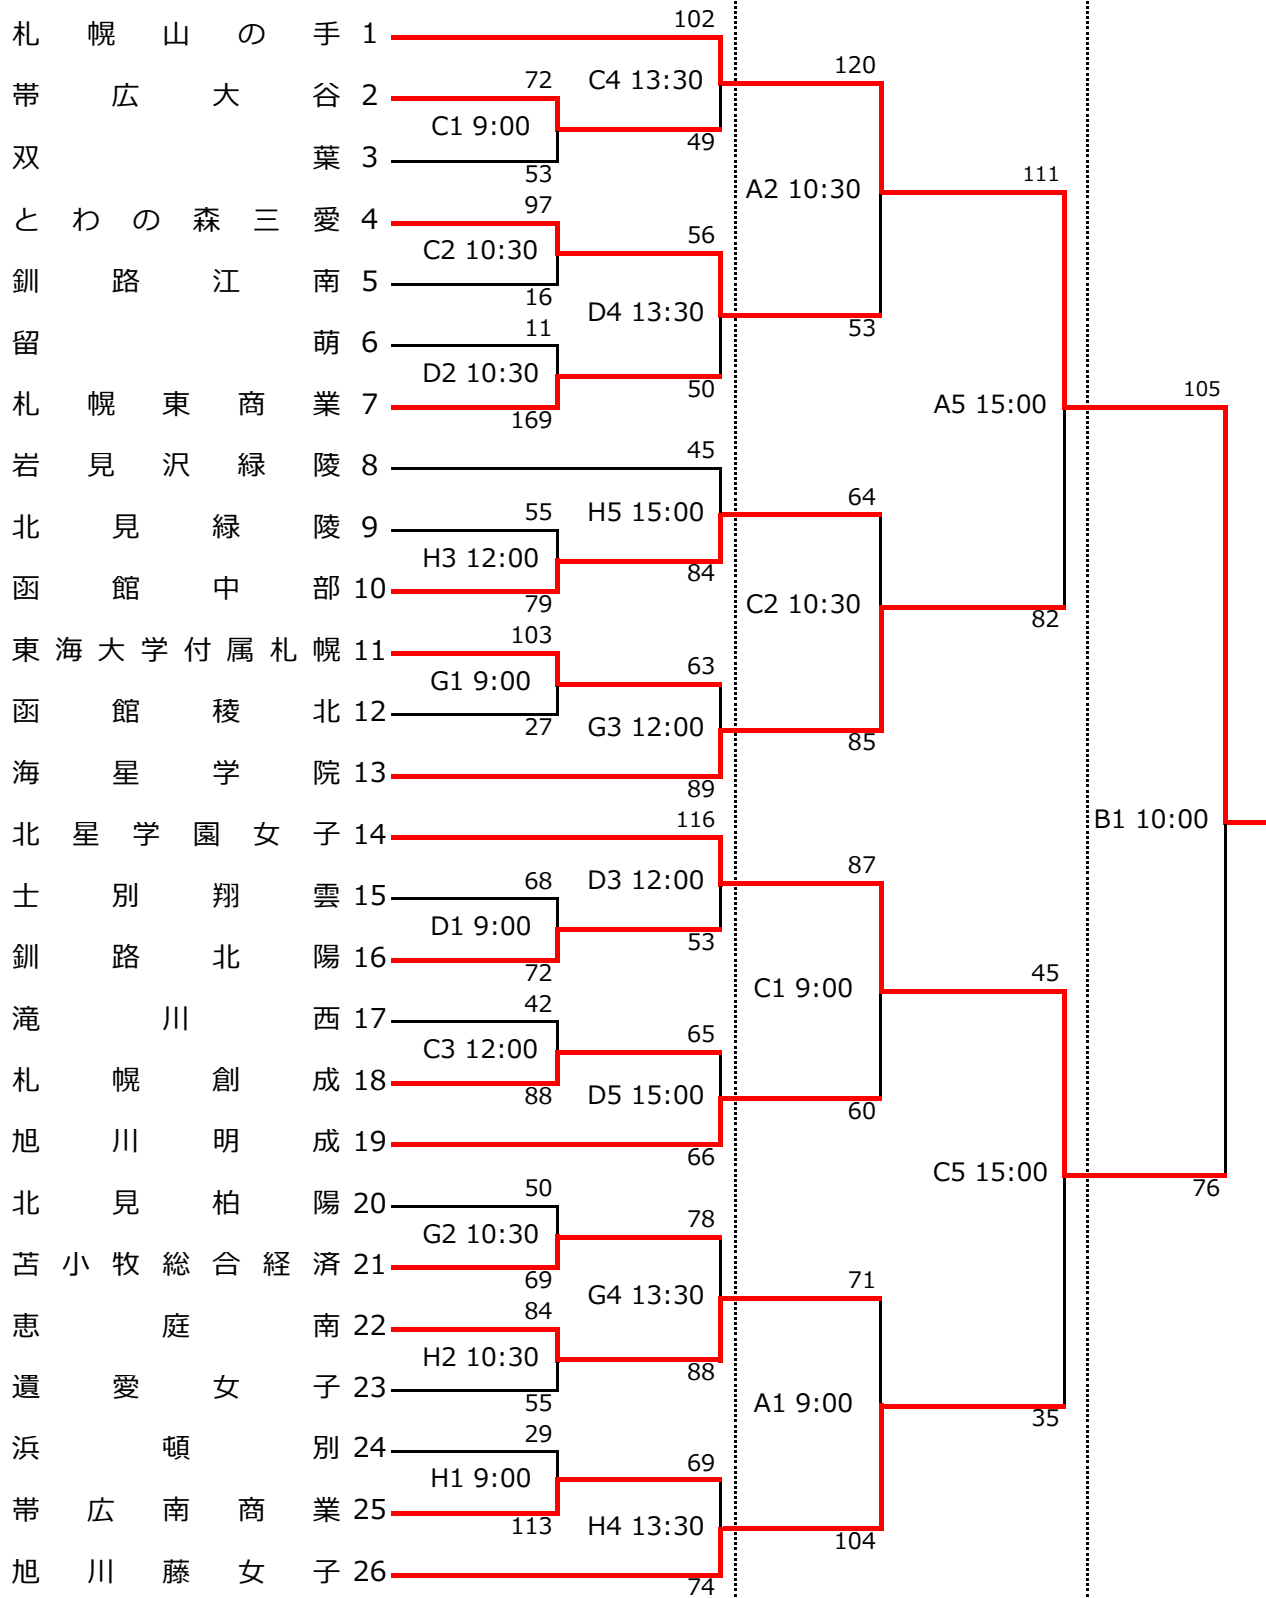 102
札幌山の手 1
120
72 C4 13:30
帯広大谷 2
C1 9:00
49
双葉 3
53
111
A2 10:30
97
とわの森三愛 4
56
C2 10:30
釧路江南 5
16
D4 13:30
11
53
留萌 6
D2 10:30
50
105
札幌東商業 7
A5 15:00
169
45
岩見沢緑陵 8
64
55 H5 15:00
北見緑陵 9
H3 12:00
84
函館中部 10
79
C2 10:30
82
103
東海大学付属札幌 11
63
G1 9:00
函館稜北 12
27 G3 12:00
85
海星学院 13
89
116
B1 10:00
北星学園女子 14
87
68 D3 12:00
士別翔雲 15
D1 9:00
53
釧路北陽 16
72
45
C1 9:00
42
滝川西 17
65
C3 12:00
札幌創成 18
88 D5 15:00
60
旭川明成 19
66
C5 15:00
50
76
北見柏陽 20
78
G2 10:30
苫小牧総合経済 21
69
71
G4 13:30
84
恵庭南 22
H2 10:30
88
遺愛女子 23
55
A1 9:00
35
29
浜頓別 24
69
H1 9:00
帯広南商業 25
113 H4 13:30
104
旭川藤女子 26
74